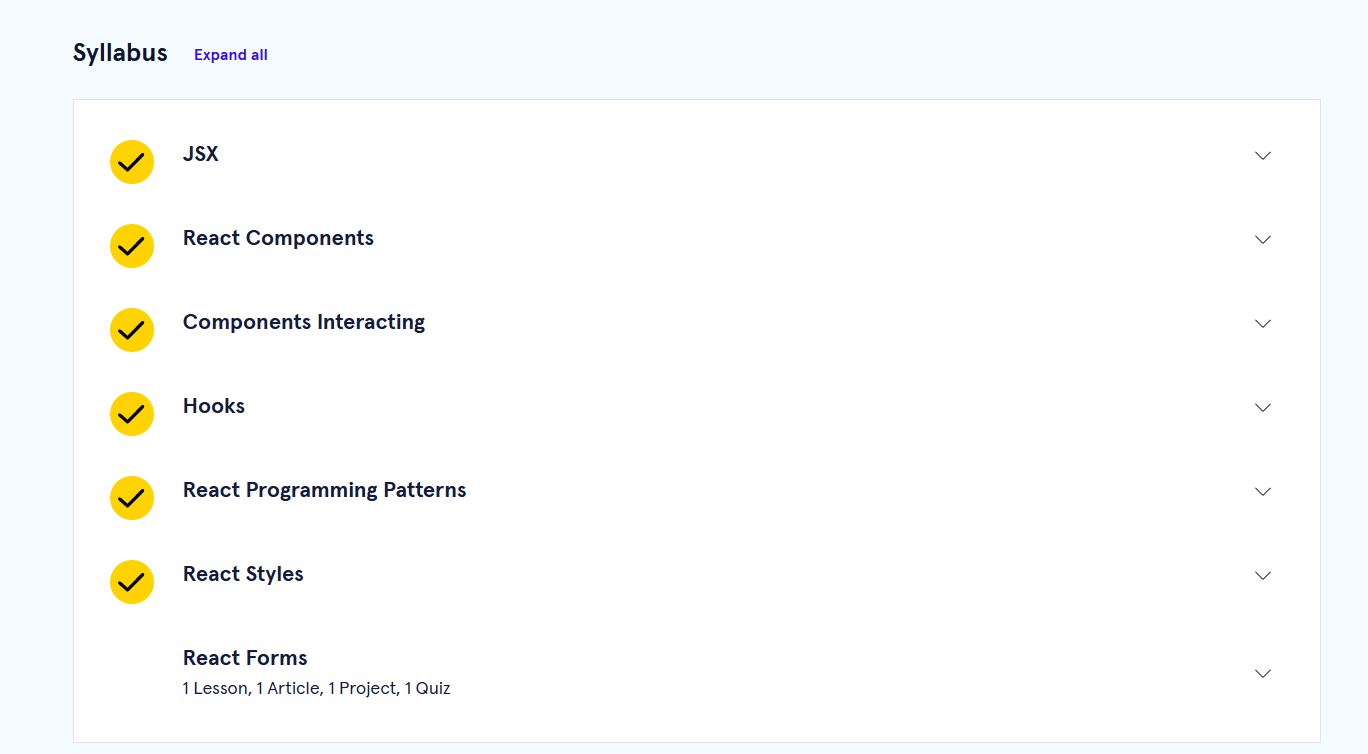 Syllabus Expand all
JSX
React Components
Components Interacting
Hooks
React Programming Patterns
React Styles
React Forms
1 Lesson, 1 Article, 1 Project, 1 Quiz